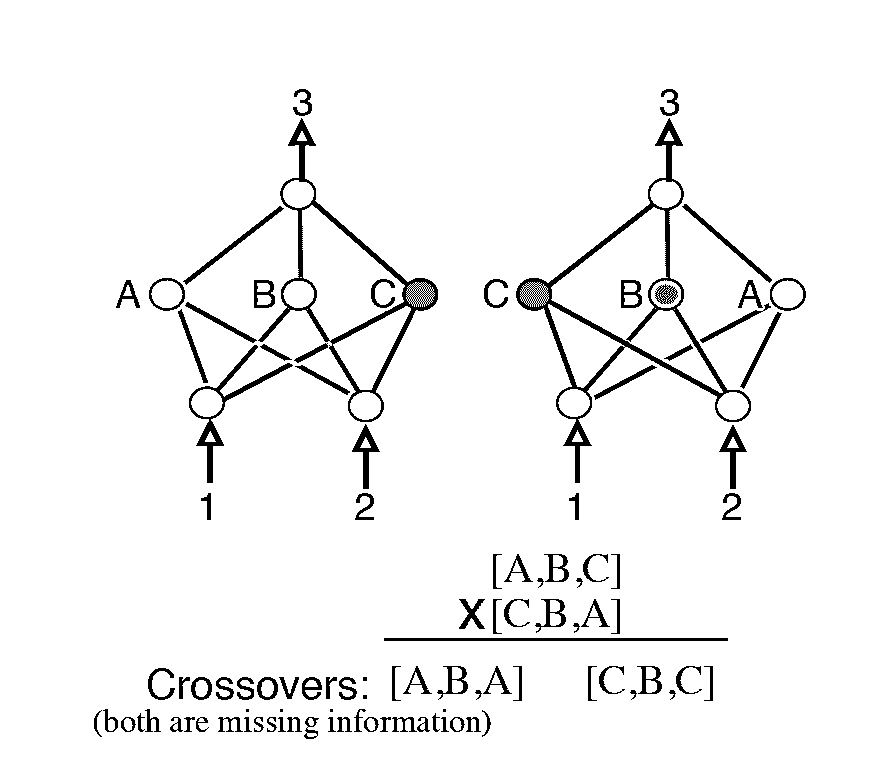 3 3
A B C C B A
1 2 1 2
[A,B,C]
X[C,B,A]
Crossovers: [A,B,A] [C,B,C]
(both are missing information)